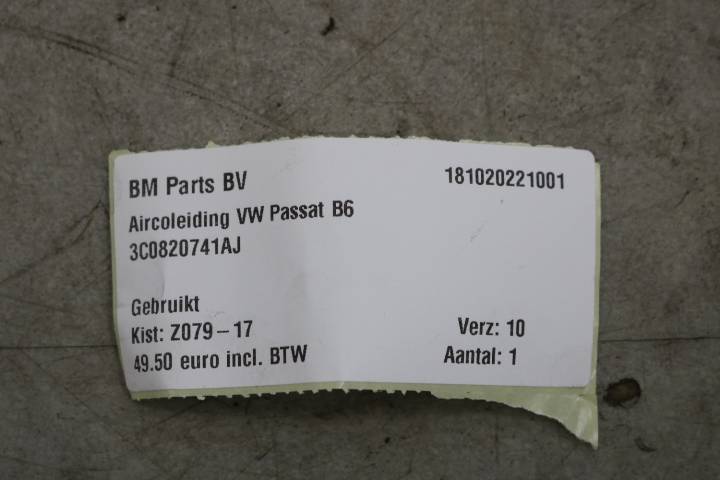 BM Parts BV 181020221001
Aircoleiding VW Passat B6
3C0820741AJ
Gebruikt
Kist: Z079-17 Verz: 10
49.50 euro incl. BTW Aantal: 1